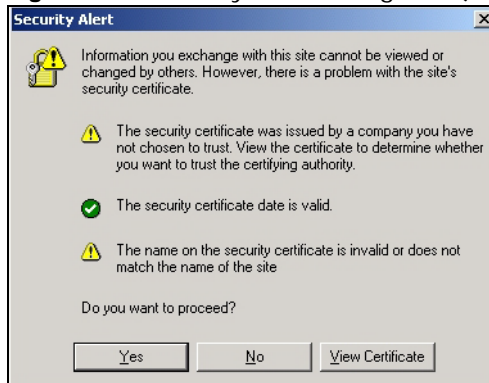 Security Alert
Information you exchange with this site cannot be viewed or
changed by others. However, there is a problem with the site's
security certificate.
The security certificate was issued by a company you have
not chosen to trust. View the certificate to determine whether
you want to trust the certifying authority.
The security certificate date is valid.
The name on the security certificate is invalid or does not
match the name of the site
Do you want to proceed?
Yes No View Certificate